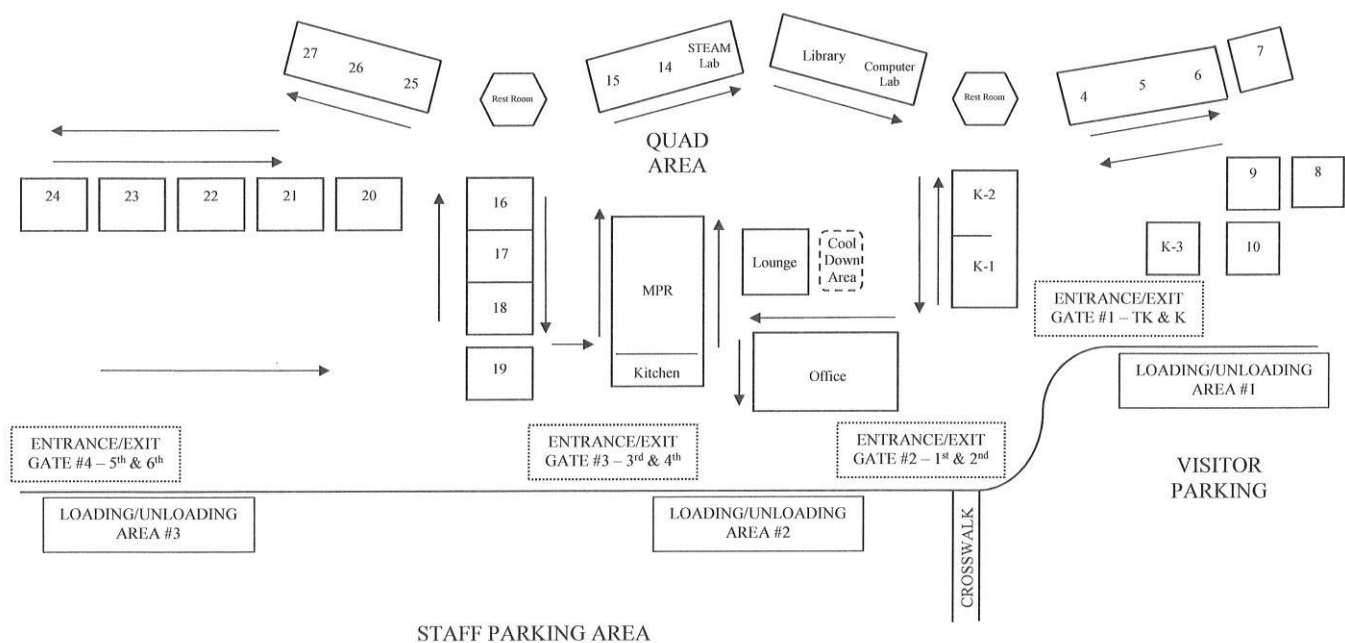 27
26
25
Rest Room
15
14
STEAM
Lab
Library
Computer
Lab
Rest Room
4
5
6
7
QUAD
AREA
24
23
22
21
20
16
17
18
19
MPR
Kitchen
Lounge
Cool
Down
Area
K-2
K-1
9
8
K-3
10
Office
ENTRANCE/EXIT
GATE #1 – TK & K
LOADING/UNLOADING
AREA #1
ENTRANCE/EXIT
GATE #4 – 5th & 6th
ENTRANCE/EXIT
GATE #3 – 3rd & 4th
ENTRANCE/EXIT
GATE #2 – 1st & 2nd
VISITOR
PARKING
LOADING/UNLOADING
AREA #3
LOADING/UNLOADING
AREA #2
CROSSWALK
STAFF PARKING AREA